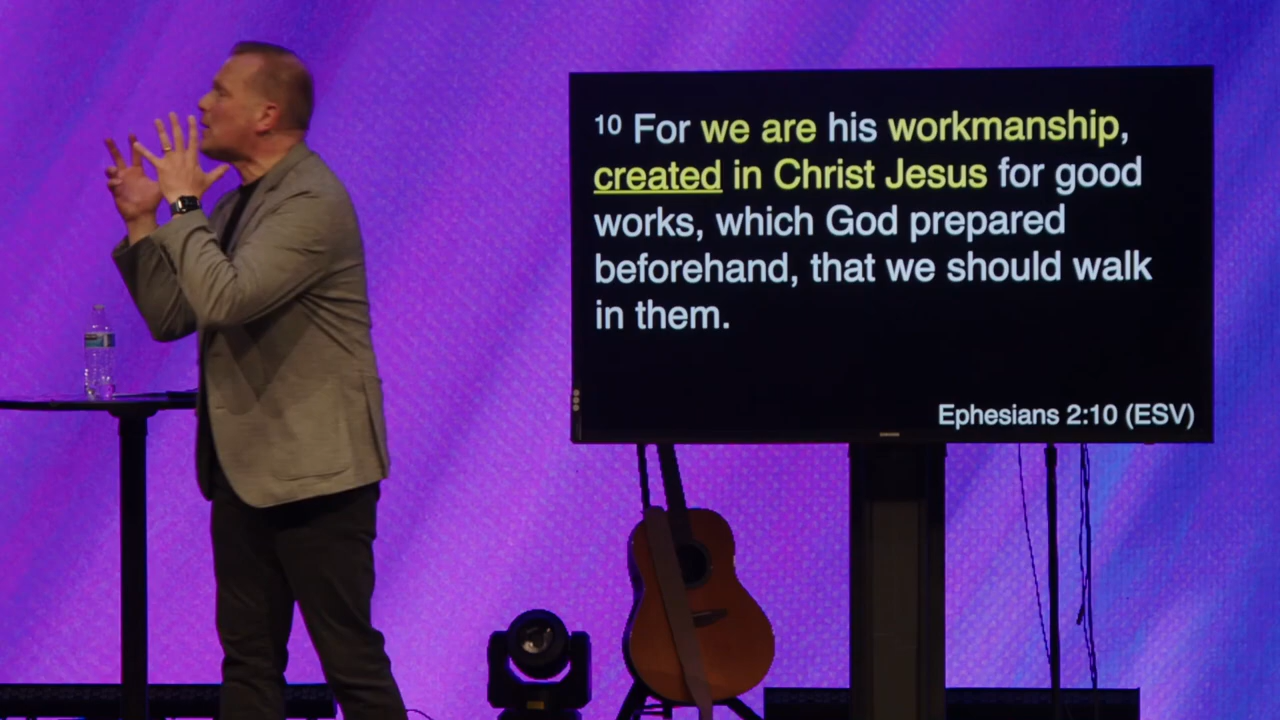 10 For we are his workmanship,
created in Christ Jesus for good
works, which God prepared
beforehand, that we should walk
in them.
Ephesians 2:10 (ESV)